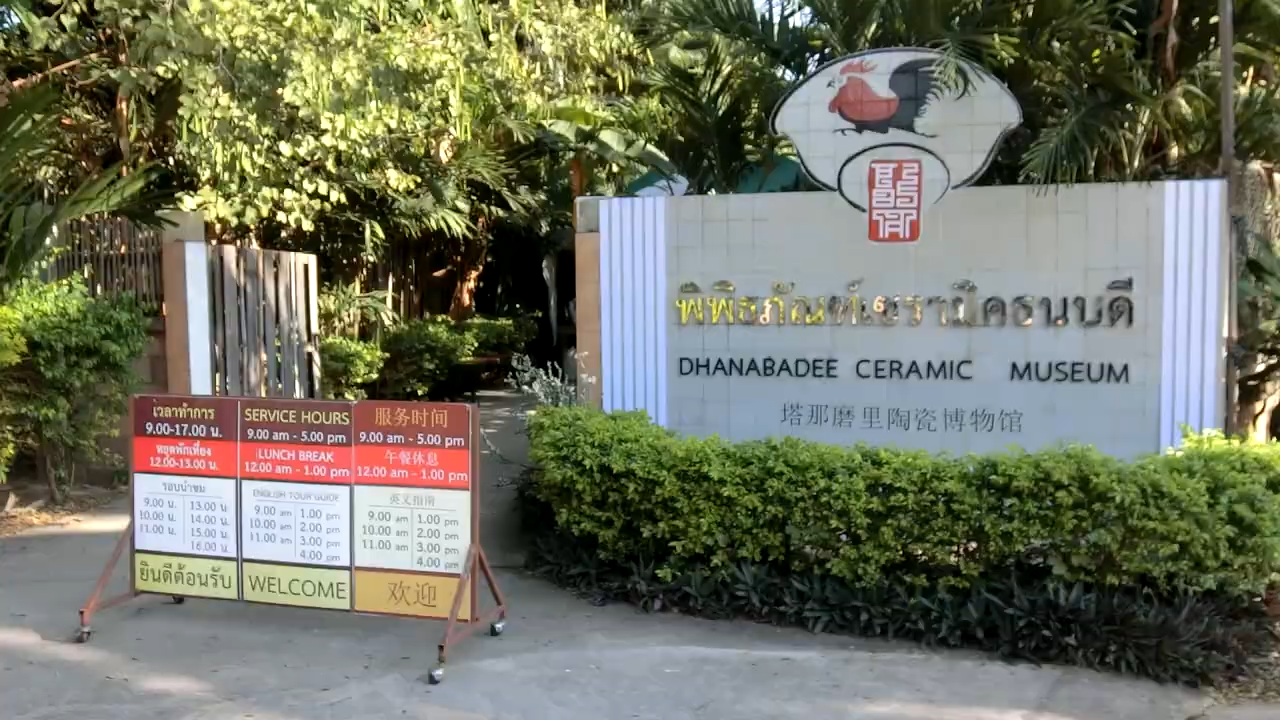 เวลาทำการ
9.00-17.00 น.
หยุดพักเที่ยง
12.00-13.00 น.
รอบนำชม
9.00 น. 13.00 น.
10.00 น. 14.00 น.
11.00 น. 15.00 น.
16.00 น.
ยินดีต้อนรับ
SERVICE HOURS
9.00 am - 5.00 pm
LUNCH BREAK
12.00 am - 1.00 pm
ENGLISH TOUR GUIDE
9.00 am 1.00 pm
10.00 am 2.00 pm
11.00 am 3.00 pm
4.00 pm
WELCOME
服务时间
9.00 am - 5.00 pm
午餐休息
12.00 am - 1.00 pm
英文指南
9.00 am 1.00 pm
10.00 am 2.00 pm
11.00 am 3.00 pm
4.00 pm
欢迎
พิพิธภัณฑ์เซรามิคธนบดี
DHANABADEE CERAMIC MUSEUM
塔那磨里陶瓷博物馆